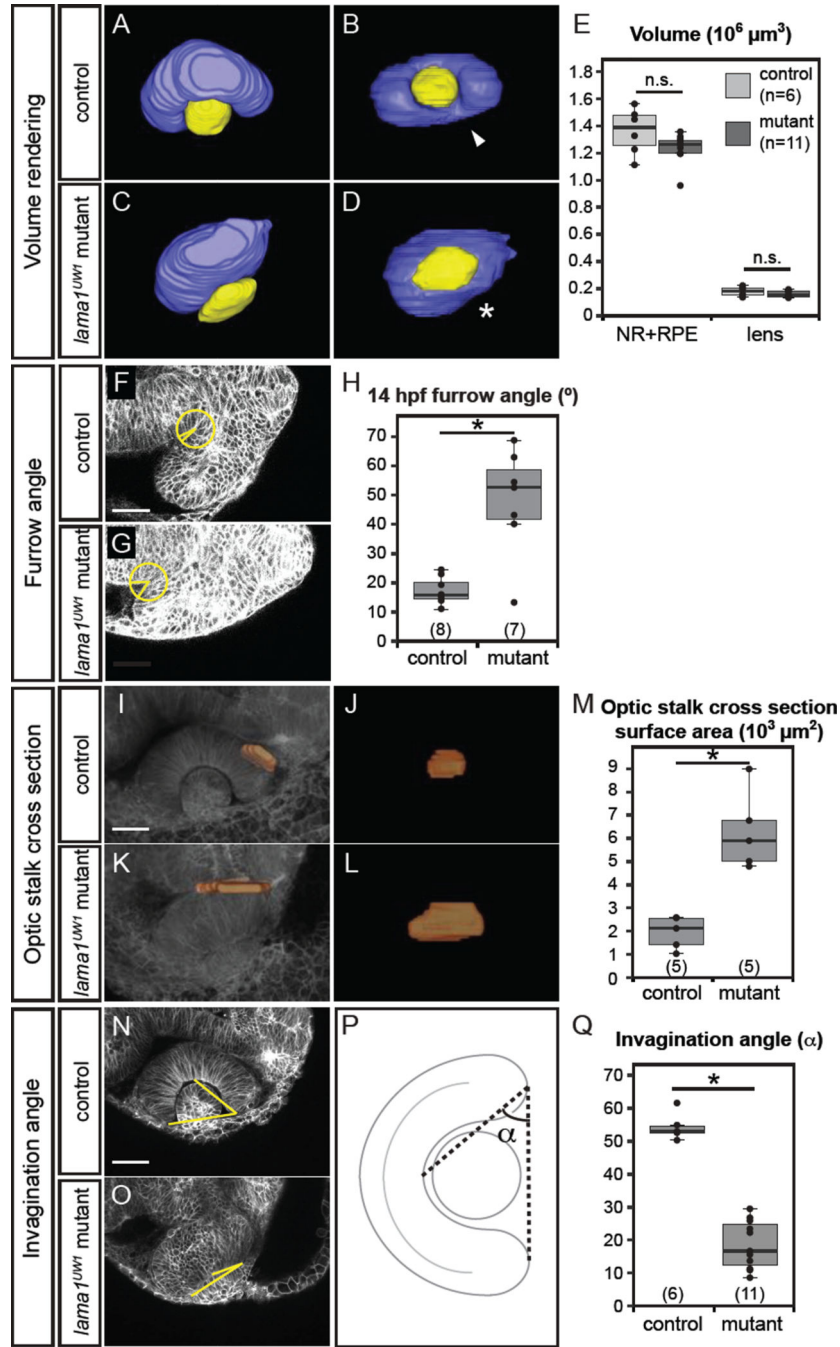 Volume rendering
control
lama1UW1 mutant
A
B
C
D
*
E
Volume (10⁶ µm³)
1.8
1.6
1.4
1.2
1.0
0.8
0.6
0.4
0.2
0
n.s.
control
(n=6)
mutant
(n=11)
n.s.
NR+RPE
lens
Furrow angle
control
lama1UW1 mutant
F
G
H
14 hpf furrow angle (º)
70
60
50
40
30
20
10
0
*
(8)
(7)
control
mutant
Optic stalk cross section
control
lama1UW1 mutant
I
J
K
L
M
Optic stalk cross section
surface area (10³ µm²)
9
8
7
6
5
4
3
2
1
0
*
(5)
(5)
control
mutant
Invagination angle
control
lama1UW1 mutant
N
O
P
α
Q
Invagination angle (α)
70
60
50
40
30
20
10
0
*
(6)
(11)
control
mutant